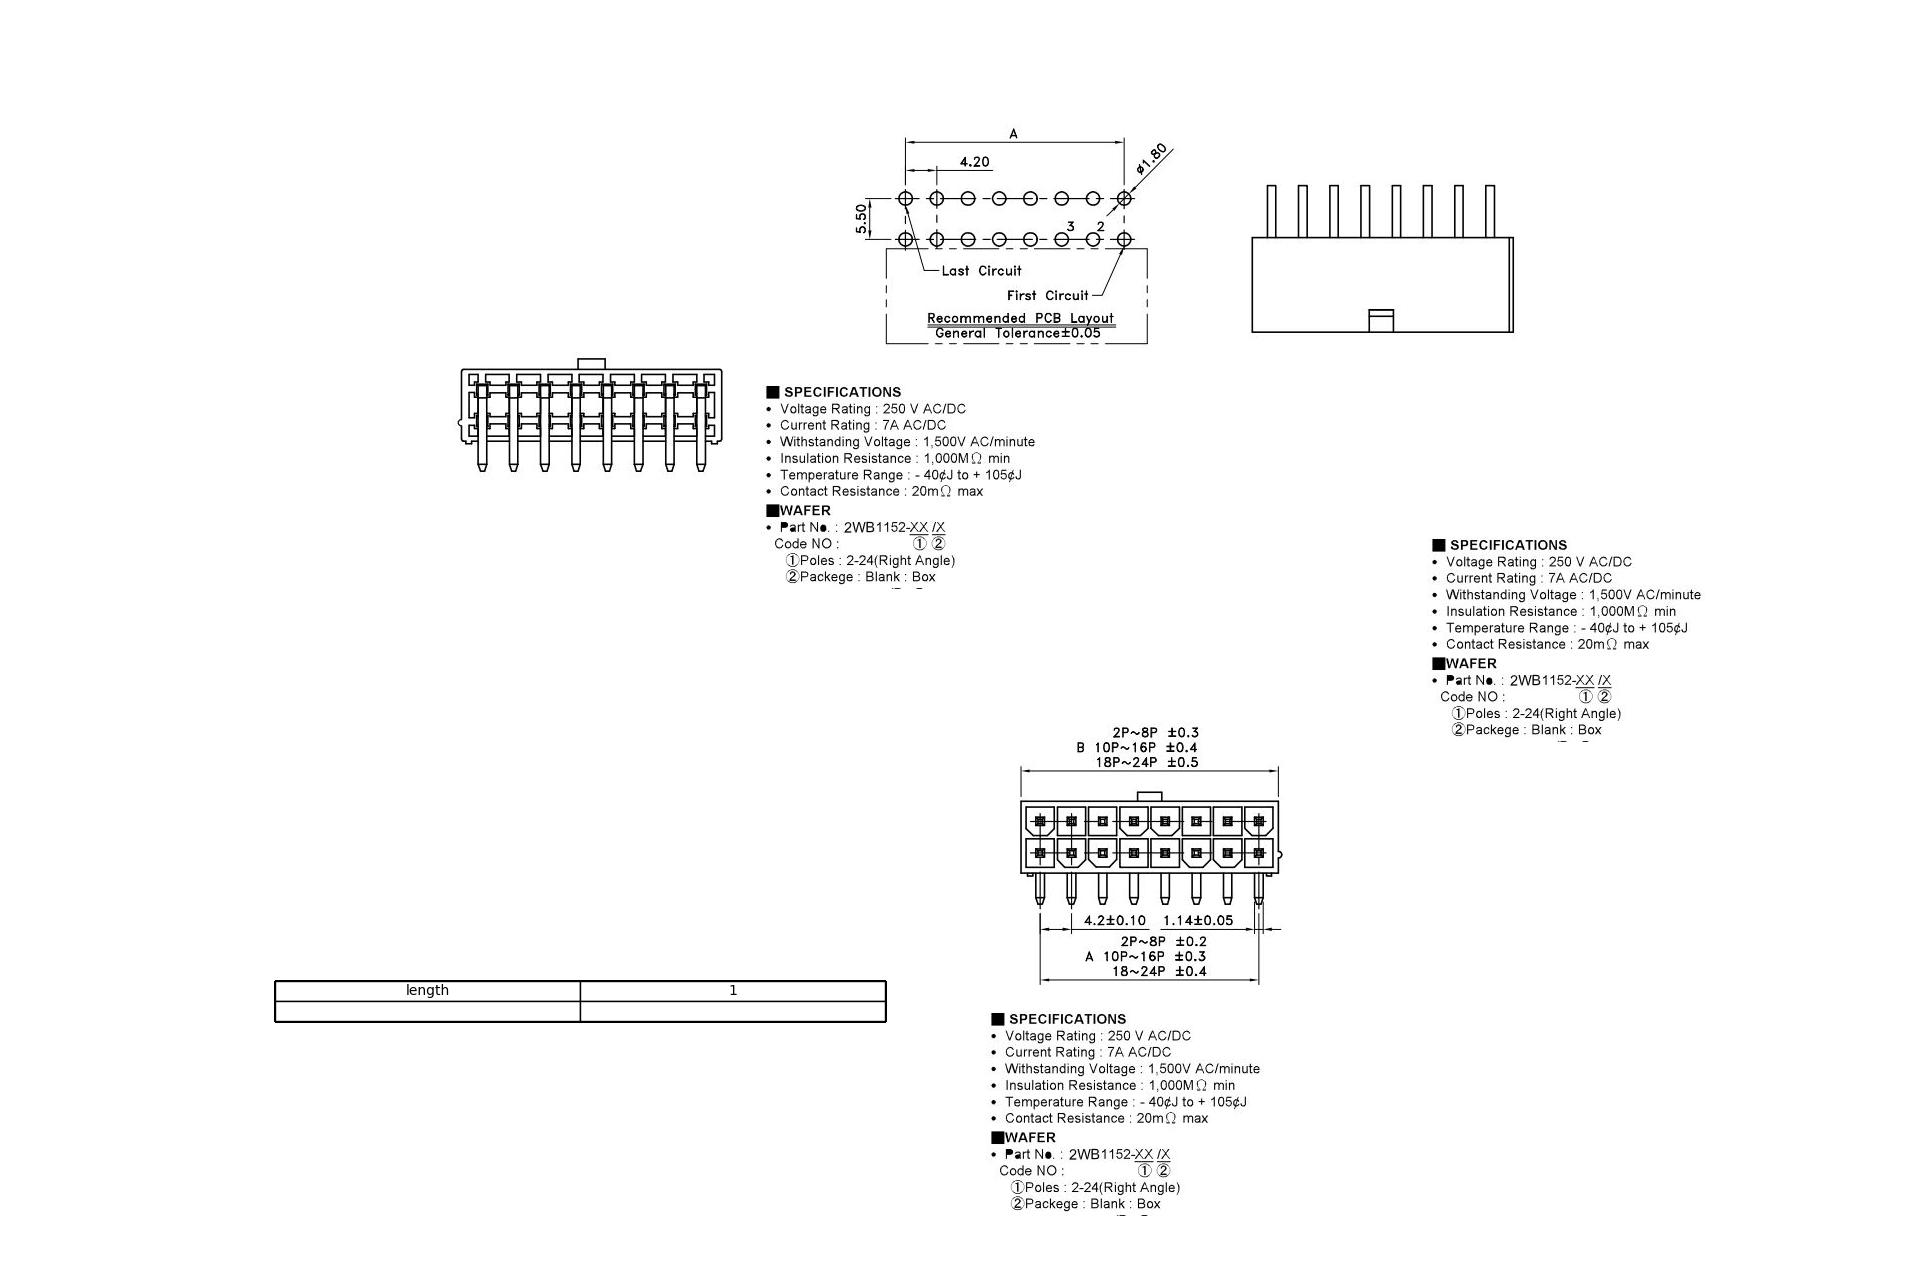 A
4.20
ø1.80
5.50
3 2
Last Circuit
First Circuit
Recommended PCB Layout
General Tolerance±0.05
■ SPECIFICATIONS
• Voltage Rating : 250 V AC/DC
• Current Rating : 7A AC/DC
• Withstanding Voltage : 1,500V AC/minute
• Insulation Resistance : 1,000MΩ min
• Temperature Range : - 40¢J to + 105¢J
• Contact Resistance : 20mΩ max
■WAFER
• Part No. : 2WB1152-XX /X
Code NO : ① ②
①Poles : 2-24(Right Angle)
②Packege : Blank : Box
■ SPECIFICATIONS
• Voltage Rating : 250 V AC/DC
• Current Rating : 7A AC/DC
• Withstanding Voltage : 1,500V AC/minute
• Insulation Resistance : 1,000MΩ min
• Temperature Range : - 40¢J to + 105¢J
• Contact Resistance : 20mΩ max
■WAFER
• Part No. : 2WB1152-XX /X
Code NO : ① ②
①Poles : 2-24(Right Angle)
②Packege : Blank : Box
2P~8P ±0.3
B 10P~16P ±0.4
18P~24P ±0.5
4.2±0.10 1.14±0.05
2P~8P ±0.2
A 10P~16P ±0.3
18~24P ±0.4
length 1
■ SPECIFICATIONS
• Voltage Rating : 250 V AC/DC
• Current Rating : 7A AC/DC
• Withstanding Voltage : 1,500V AC/minute
• Insulation Resistance : 1,000MΩ min
• Temperature Range : - 40¢J to + 105¢J
• Contact Resistance : 20mΩ max
■WAFER
• Part No. : 2WB1152-XX /X
Code NO : ① ②
①Poles : 2-24(Right Angle)
②Packege : Blank : Box